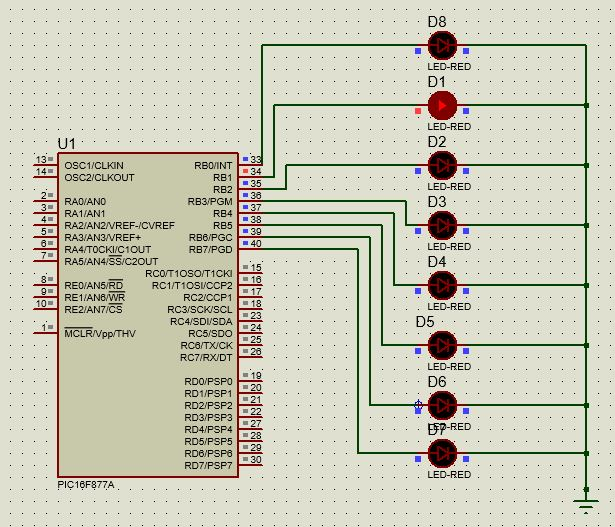 U1
13 OSC1/CLKIN RB0/INT 33
14 OSC2/CLKOUT RB1 34
RB2 35
2 RA0/AN0 RB3/PGM 36
3 RA1/AN1 RB4 37
4 RA2/AN2/VREF-/CVREF RB5 38
5 RA3/AN3/VREF+ RB6/PGC 39
6 RA4/T0CKI/C1OUT RB7/PGD 40
7 RA5/AN4/SS/C2OUT
RC0/T1OSO/T1CKI 15
8 RE0/AN5/RD RC1/T1OSI/CCP2 16
9 RE1/AN6/WR RC2/CCP1 17
10 RE2/AN7/CS RC3/SCK/SCL 18
RC4/SDI/SDA 23
1 MCLR/Vpp/THV RC5/SDO 24
RC6/TX/CK 25
RC7/RX/DT 26
RD0/PSP0 19
RD1/PSP1 20
RD2/PSP2 21
RD3/PSP3 22
RD4/PSP4 27
RD5/PSP5 28
RD6/PSP6 29
RD7/PSP7 30
PIC16F877A
D8
LED-RED
D1
LED-RED
D2
LED-RED
D3
LED-RED
D4
LED-RED
D5
LED-RED
D6
LED-RED
D7
LED-RED